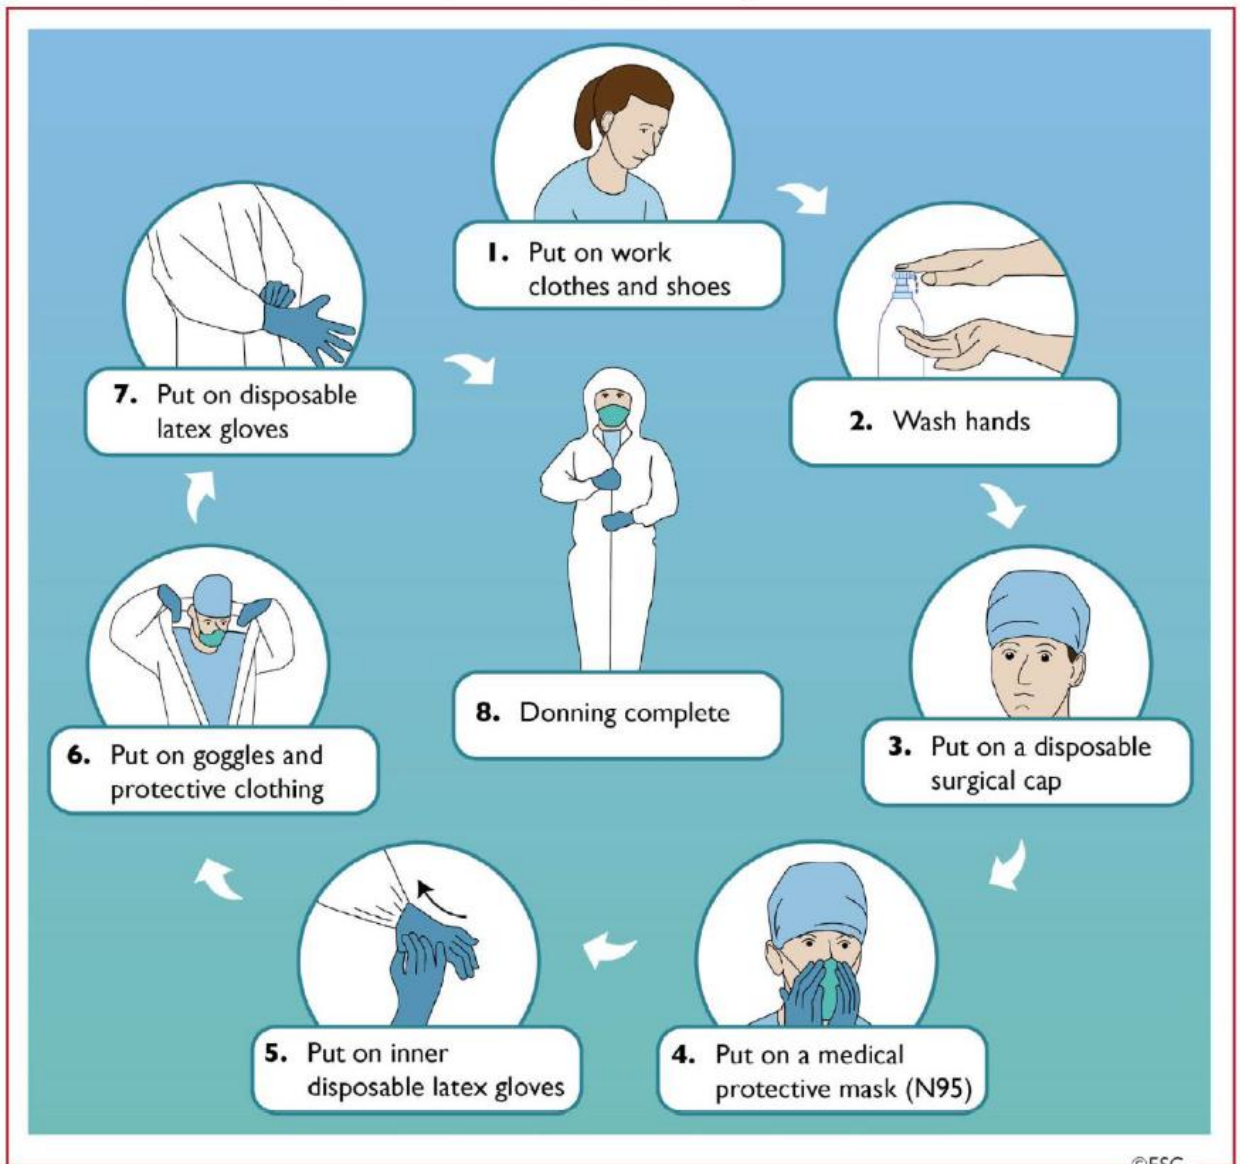 1. Put on work
clothes and shoes
2. Wash hands
3. Put on a disposable
surgical cap
4. Put on a medical
protective mask (N95)
5. Put on inner
disposable latex gloves
6. Put on goggles and
protective clothing
7. Put on disposable
latex gloves
8. Donning complete
©ESC